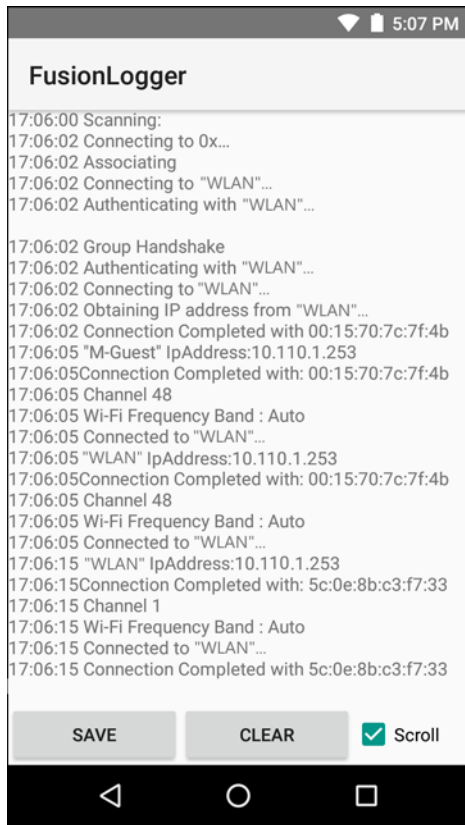 5:07 PM
FusionLogger
17:06:00 Scanning:
17:06:02 Connecting to 0x...
17:06:02 Associating
17:06:02 Connecting to "WLAN"...
17:06:02 Authenticating with "WLAN"...
17:06:02 Group Handshake
17:06:02 Authenticating with "WLAN"...
17:06:02 Connecting to "WLAN"...
17:06:02 Obtaining IP address from "WLAN"...
17:06:02 Connection Completed with 00:15:70:7c:7f:4b
17:06:05 "M-Guest" IpAddress:10.110.1.253
17:06:05Connection Completed with: 00:15:70:7c:7f:4b
17:06:05 Channel 48
17:06:05 Wi-Fi Frequency Band : Auto
17:06:05 Connected to "WLAN"...
17:06:05 "WLAN" IpAddress:10.110.1.253
17:06:05Connection Completed with: 00:15:70:7c:7f:4b
17:06:05 Channel 48
17:06:05 Wi-Fi Frequency Band : Auto
17:06:05 Connected to "WLAN"...
17:06:15 "WLAN" IpAddress:10.110.1.253
17:06:15Connection Completed with: 5c:0e:8b:c3:f7:33
17:06:15 Channel 1
17:06:15 Wi-Fi Frequency Band : Auto
17:06:15 Connected to "WLAN"...
17:06:15 Connection Completed with 5c:0e:8b:c3:f7:33
SAVE CLEAR Scroll